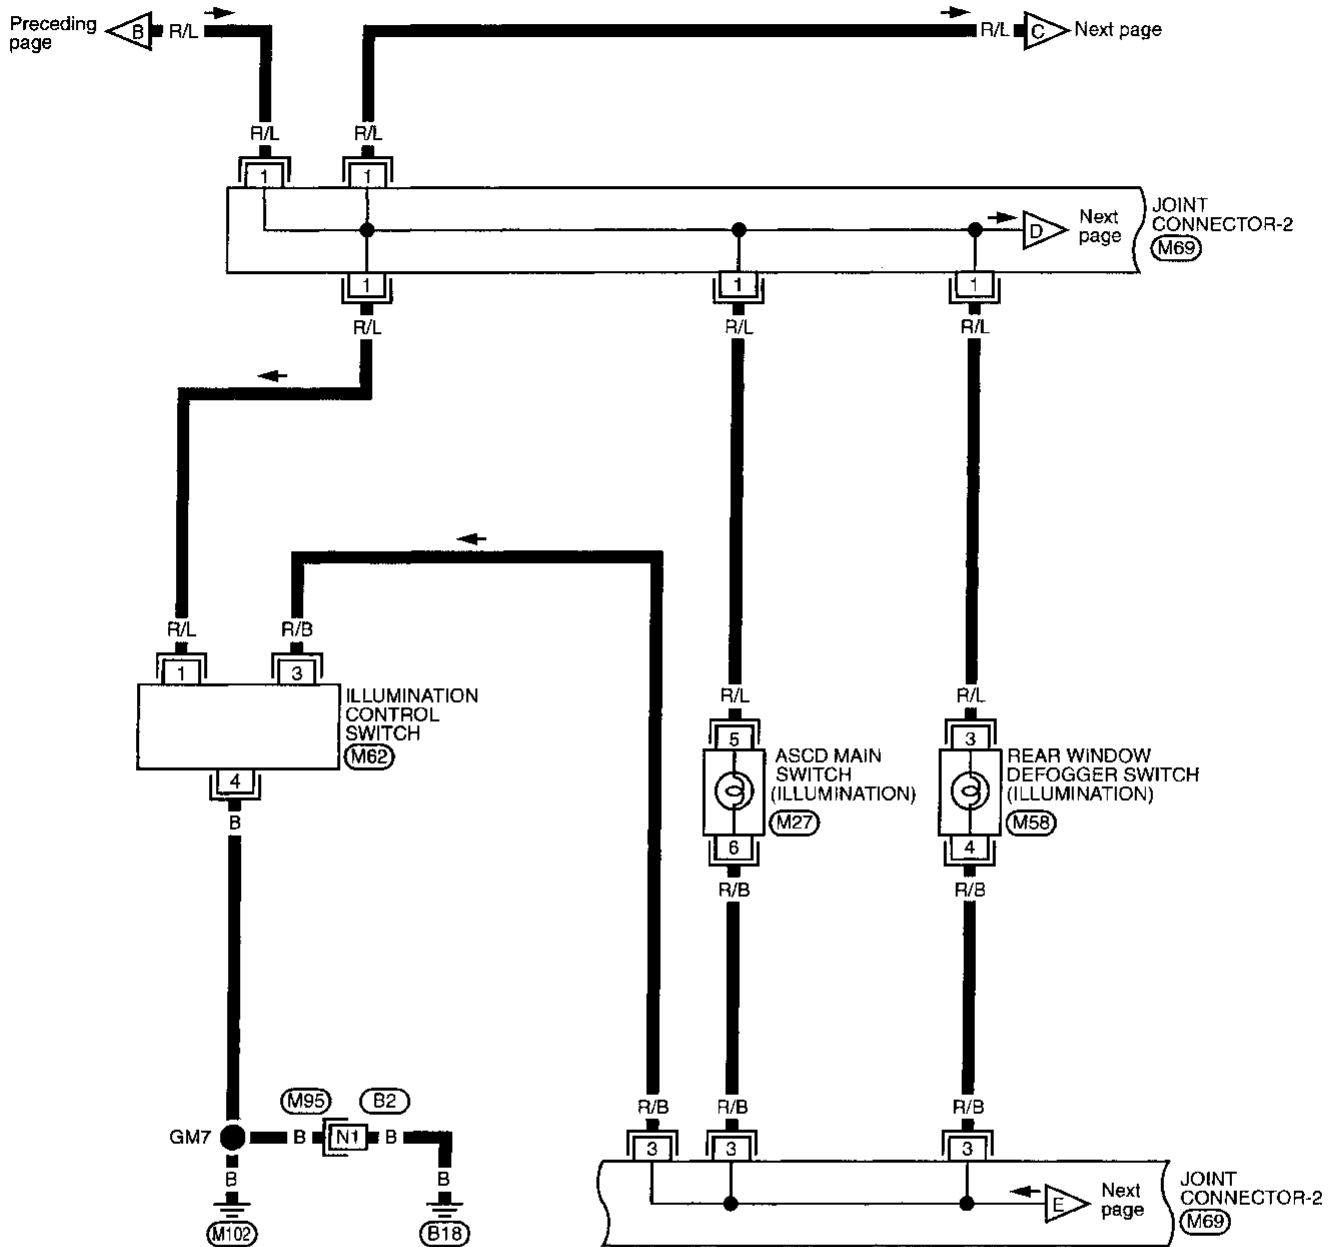 Preceding
page
B
R/L
R/L
C
Next page
R/L
R/L
1
1
JOINT
CONNECTOR-2
M69
D
Next
page
1
1
1
R/L
R/L
R/L
R/L
R/B
1
3
ILLUMINATION
CONTROL
SWITCH
M62
4
B
R/L
R/L
5
3
ASCD MAIN
SWITCH
(ILLUMINATION)
M27
REAR WINDOW
DEFOGGER SWITCH
(ILLUMINATION)
M58
6
4
R/B
R/B
M95
B2
GM7
B
N1
B
B
B
M102
B18
R/B
R/B
R/B
3
3
3
E
Next
page
JOINT
CONNECTOR-2
M69